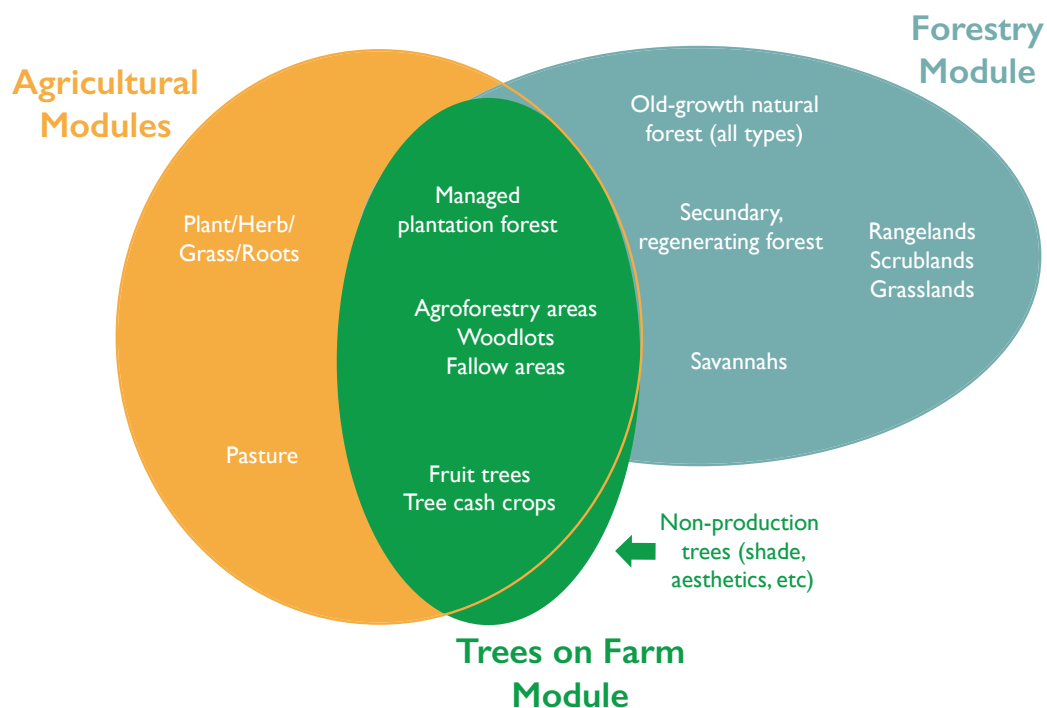 Forestry
Module
Agricultural
Modules
Old-growth natural
forest (all types)
Managed
plantation forest
Plant/Herb/
Grass/Roots
Secundary,
regenerating forest
Rangelands
Scrublands
Grasslands
Agroforestry areas
Woodlots
Fallow areas
Savannahs
Pasture
Fruit trees
Tree cash crops
Non-production
trees (shade,
aesthetics, etc)
Trees on Farm
Module